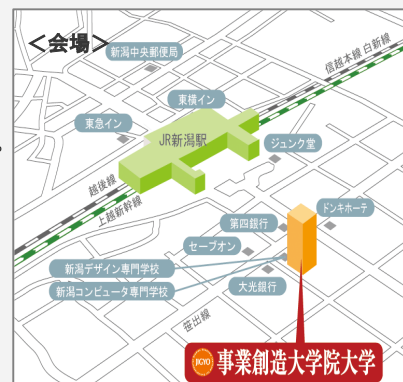 ＜会場＞
新潟中央郵便局
信越本線 白新線
東横イン
東急イン
JR新潟駅
ジュンク堂
越後線
上越新幹線
ドンキホーテ
第四銀行
セーブオン
新潟デザイン専門学校
新潟コンピュータ専門学校
大光銀行
笹出線
JIGYO 事業創造大学院大学